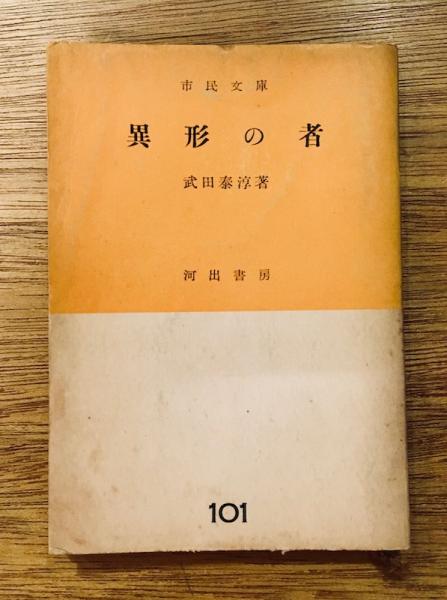 市民文庫
異形の者
武田泰淳著
河出書房
101